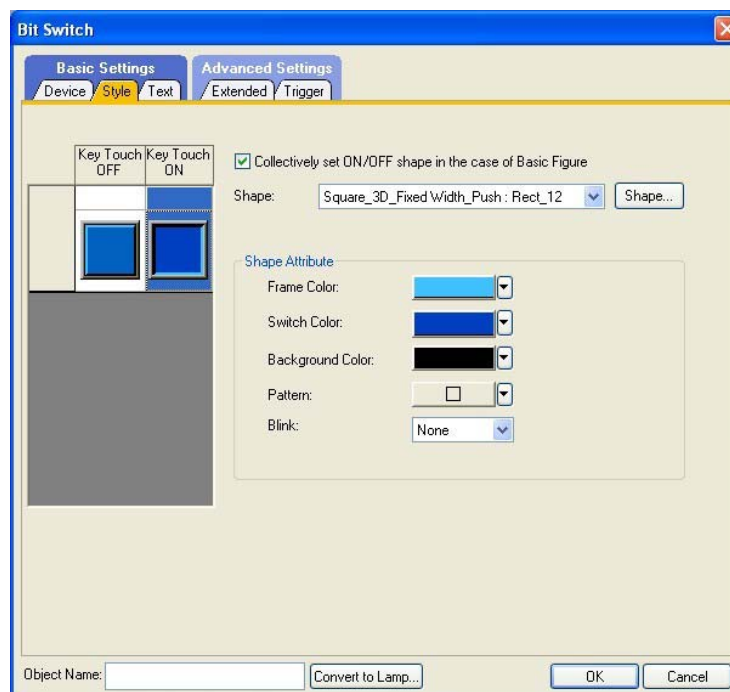 Bit Switch
Basic Settings
Advanced Settings
Device Style Text
Extended Trigger
Key Touch OFF
Key Touch ON
Collectively set ON/OFF shape in the case of Basic Figure
Shape: Square_3D_Fixed Width_Push : Rect_12 Shape...
Shape Attribute
Frame Color:
Switch Color:
Background Color:
Pattern:
Blink: None
Object Name: Convert to Lamp... OK Cancel